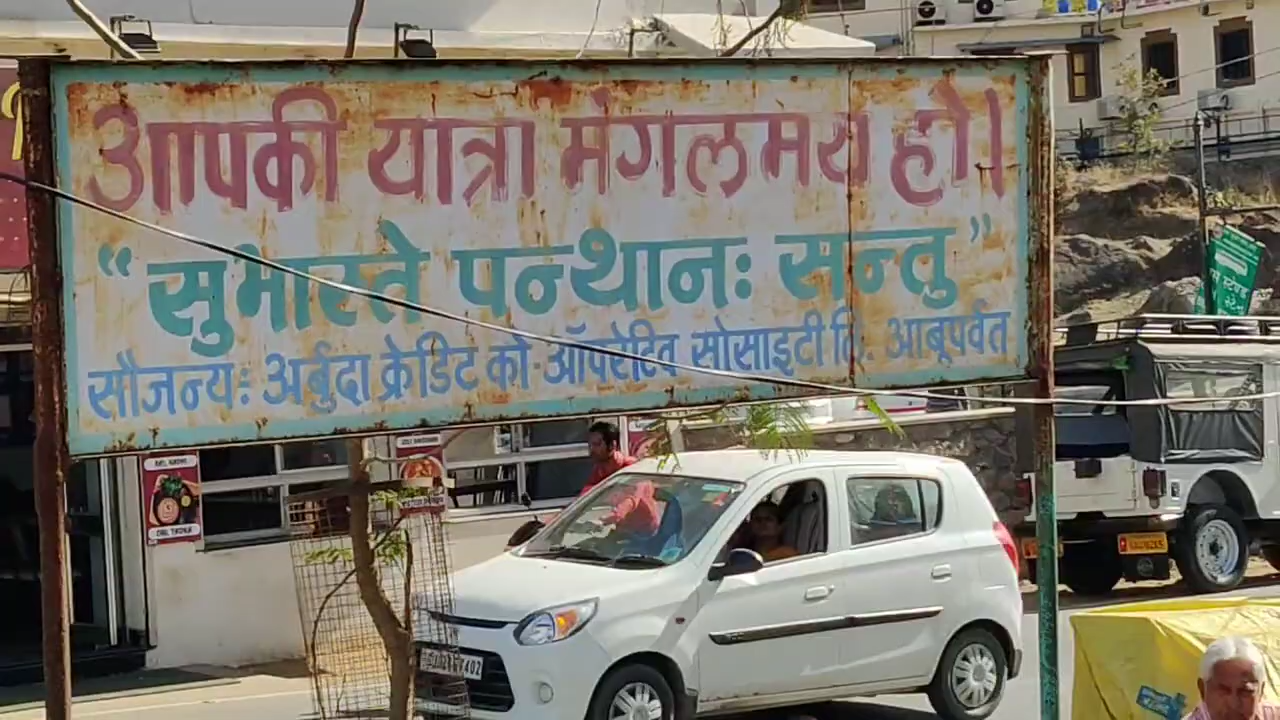 आपकी यात्रा मंगलमय हो।
“सुभास्ते पन्थानः सन्तु”
सौजन्यः अर्बुदा क्रेडिट को-ऑपरेटिव सोसाइटी लि. आबूपर्वत